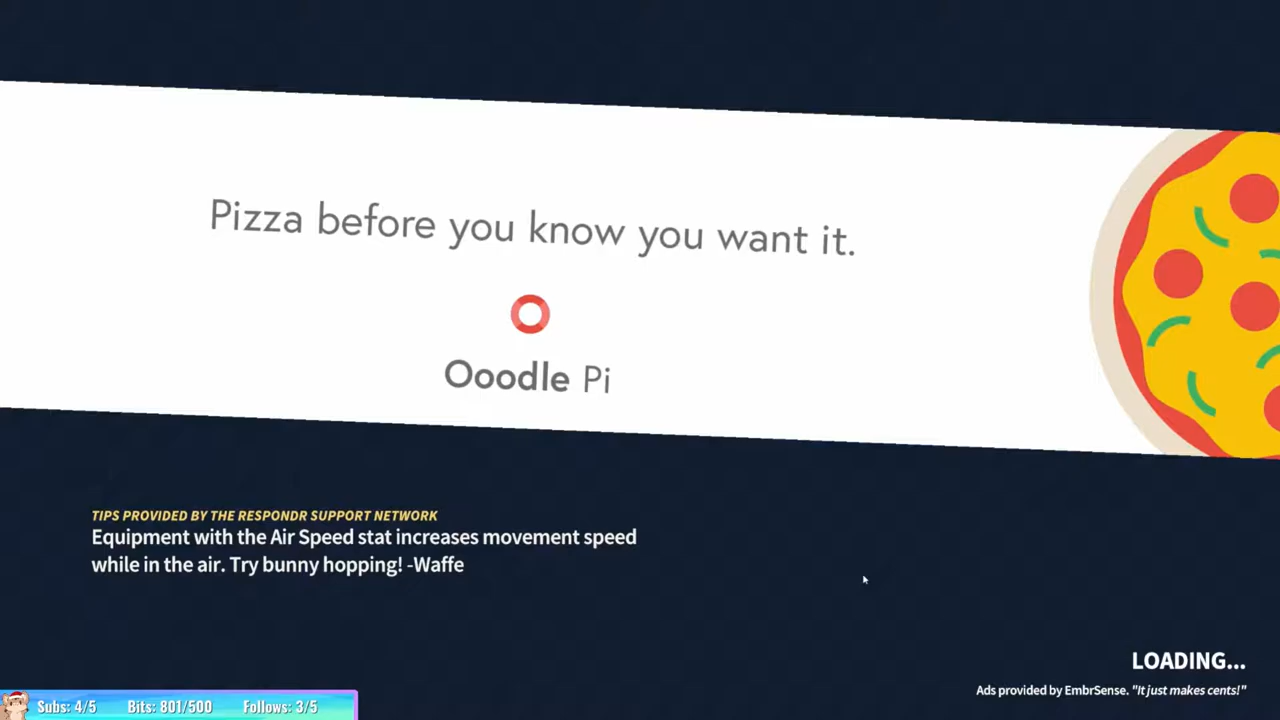 Pizza before you know you want it.
Ooodle Pi
TIPS PROVIDED BY THE RESPONDR SUPPORT NETWORK
Equipment with the Air Speed stat increases movement speed
while in the air. Try bunny hopping! -Waffe
LOADING...
Ads provided by EmbrSense. "It just makes cents!"
Subs: 4/5 Bits: 801/500 Follows: 3/5